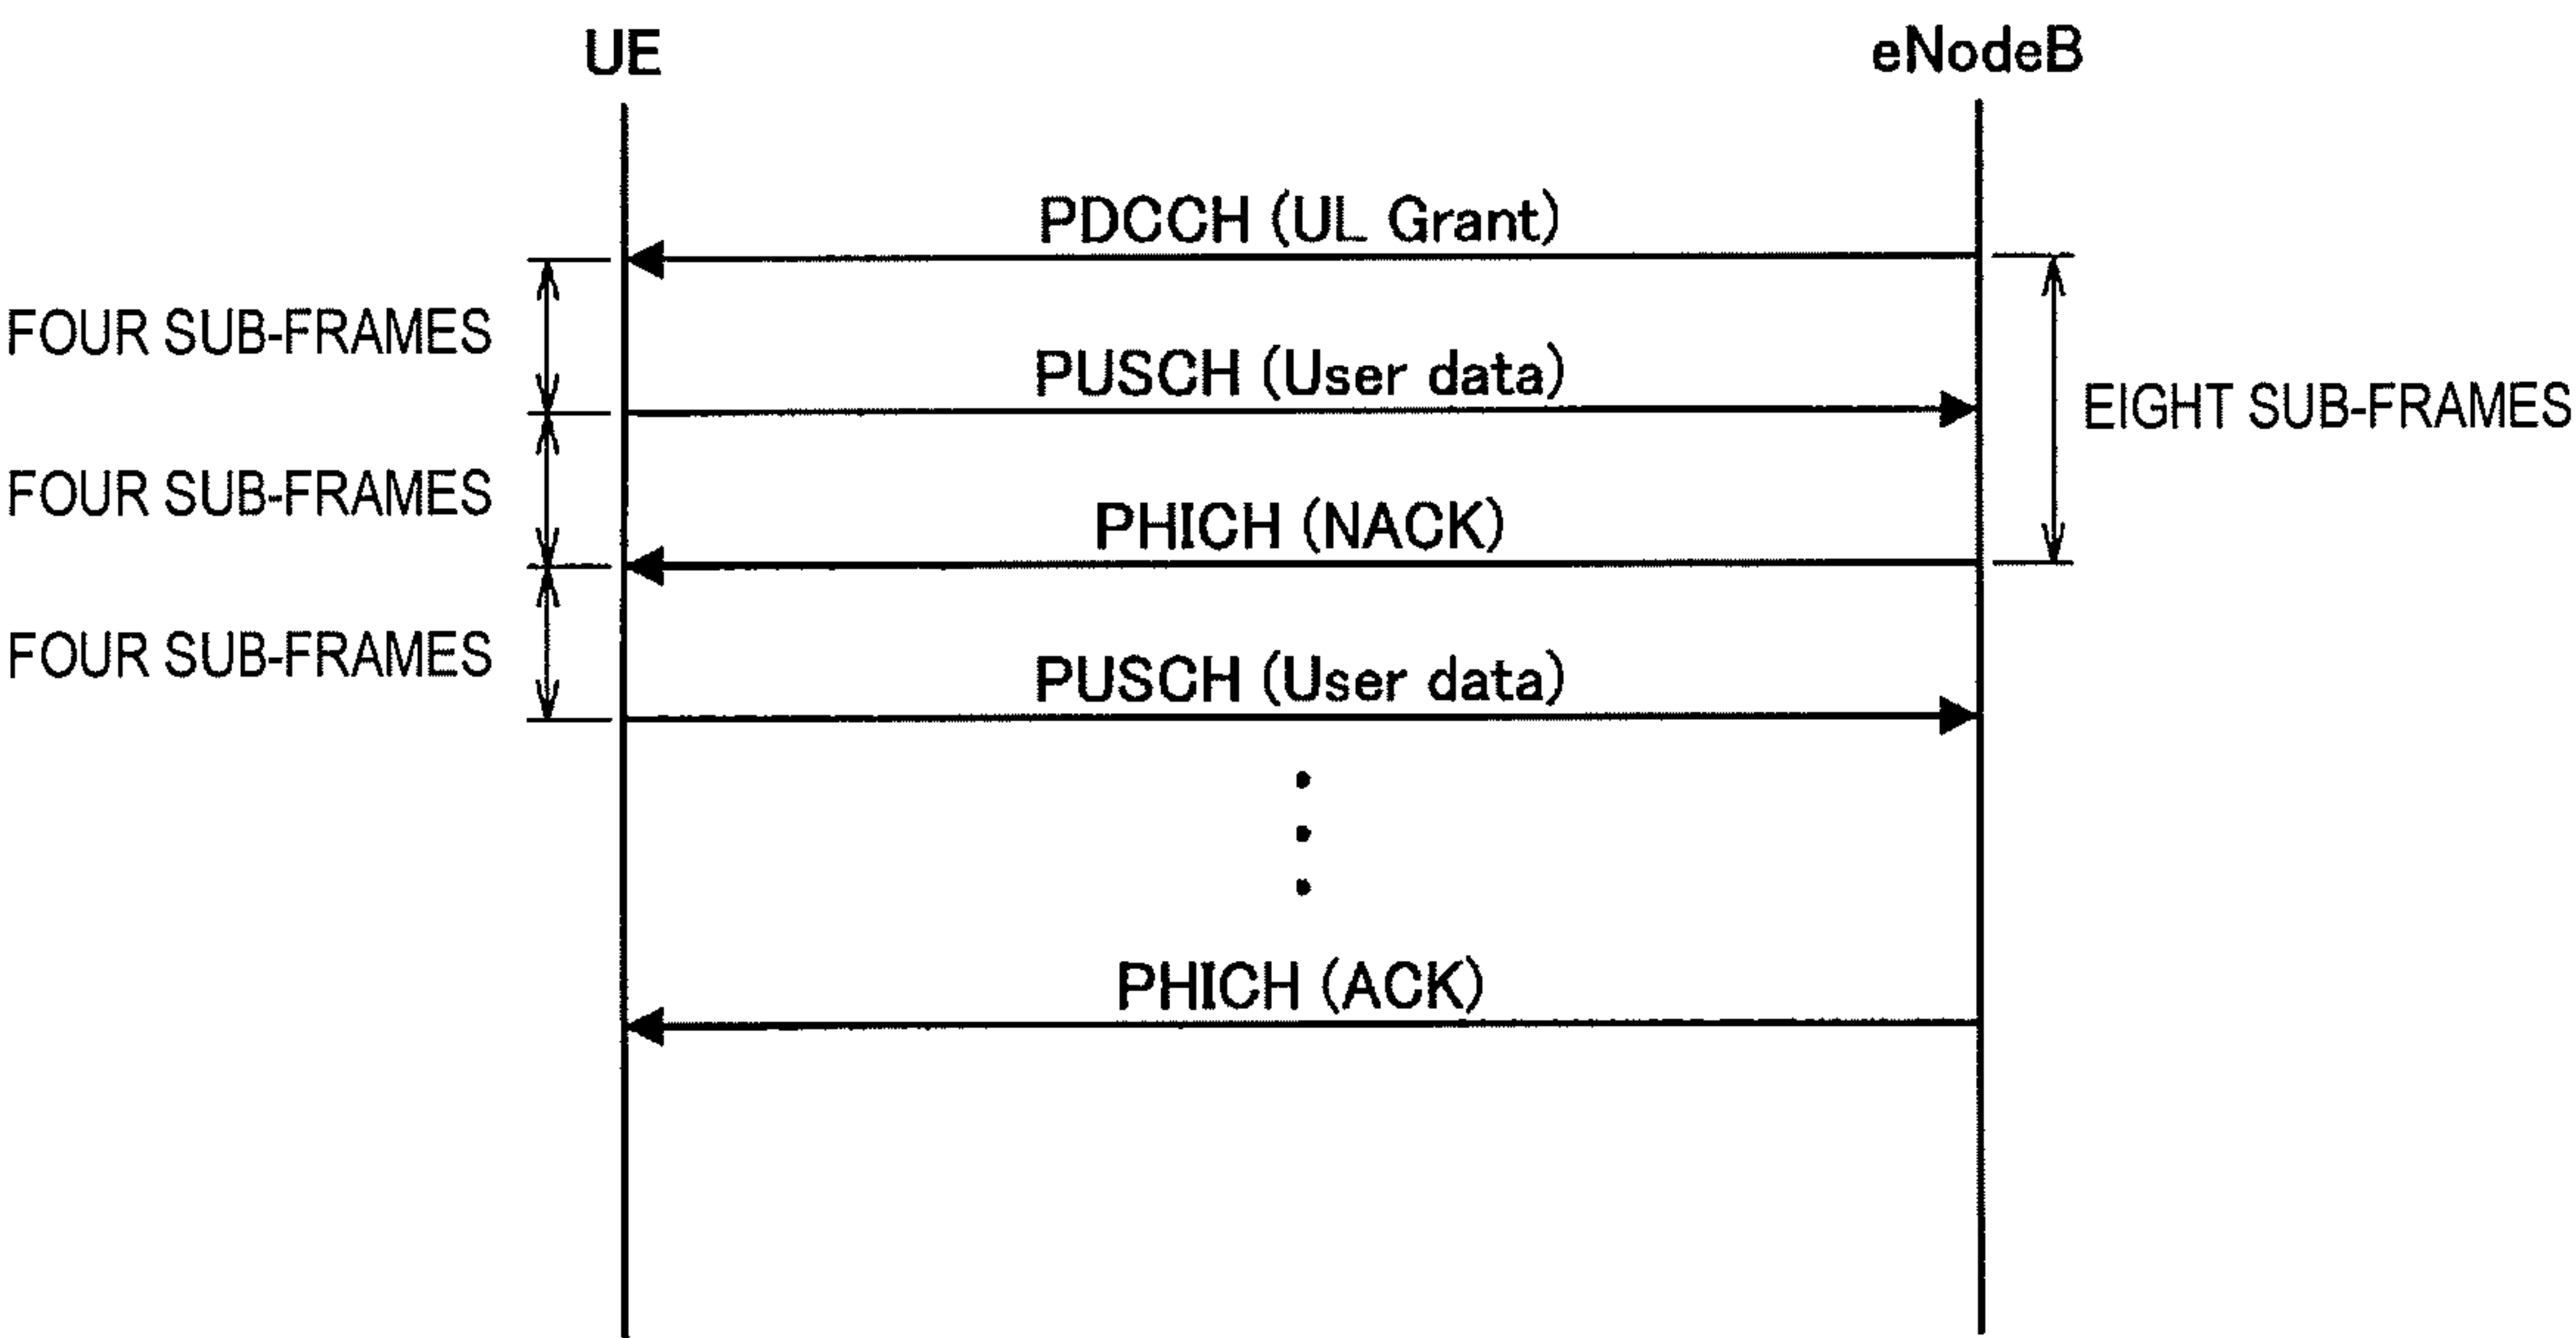 UE
eNodeB
PDCCH (UL Grant)
FOUR SUB-FRAMES
PUSCH (User data)
EIGHT SUB-FRAMES
FOUR SUB-FRAMES
PHICH (NACK)
FOUR SUB-FRAMES
PUSCH (User data)
PHICH (ACK)